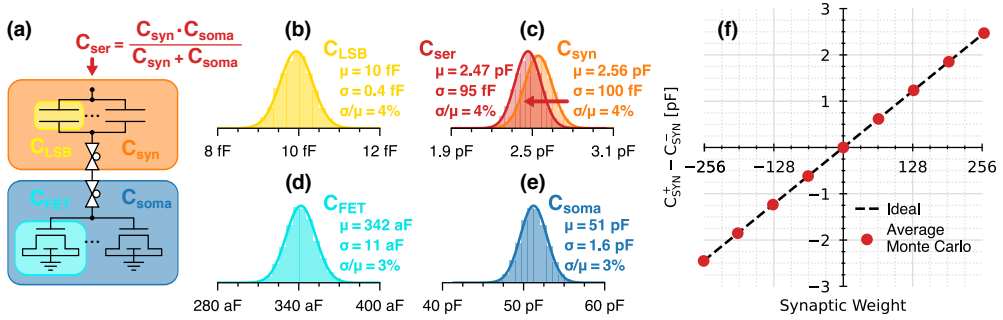 (a)
C_ser = C_syn · C_soma / C_syn + C_soma
C_LSB
...
C_syn
C_FET
C_soma
...
(b)
C_LSB
μ = 10 fF
σ = 0.4 fF
σ/μ = 4%
8 fF 10 fF 12 fF
(c)
C_ser
μ = 2.47 pF
σ = 95 fF
σ/μ = 4%
C_syn
μ = 2.56 pF
σ = 100 fF
σ/μ = 4%
1.9 pF 2.5 pF 3.1 pF
(d)
C_FET
μ = 342 aF
σ = 11 aF
σ/μ = 3%
280 aF 340 aF 400 aF
(e)
C_soma
μ = 51 pF
σ = 1.6 pF
σ/μ = 3%
40 pF 50 pF 60 pF
(f)
3
2
1
−1
−2
−3
−256 −128 0 128 256
C⁺_SYN − C⁻_SYN [pF]
Ideal
Average
Monte Carlo
Synaptic Weight